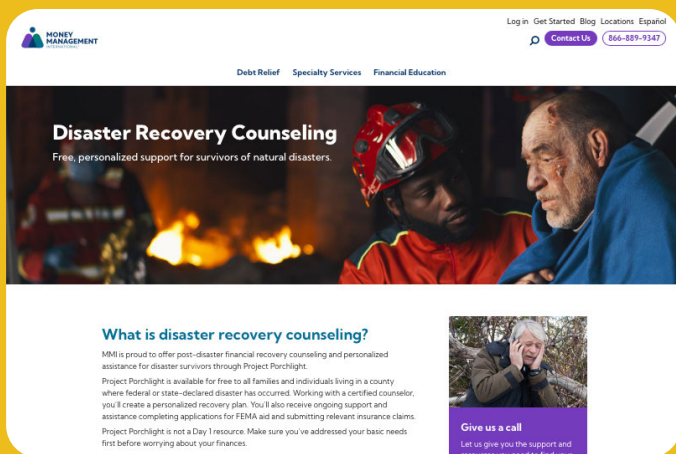 Log in Get Started Blog Locations Español
MONEY
MANAGEMENT
INTERNATIONAL
Contact Us 866-889-9347
Debt Relief Specialty Services Financial Education
Disaster Recovery Counseling
Free, personalized support for survivors of natural disasters.
What is disaster recovery counseling?
MMI is proud to offer post-disaster financial recovery counseling and personalized
assistance for disaster survivors through Project Porchlight.
Project Porchlight is available for free to all families and individuals living in a county
where federal or state-declared disaster has occurred. Working with a certified counselor,
you'll create a personalized recovery plan. You'll also receive ongoing support and
assistance completing applications for FEMA aid and submitting relevant insurance claims.
Project Porchlight is not a Day 1 resource. Make sure you've addressed your basic needs
first before worrying about your finances.
Give us a call
Let us give you the support and